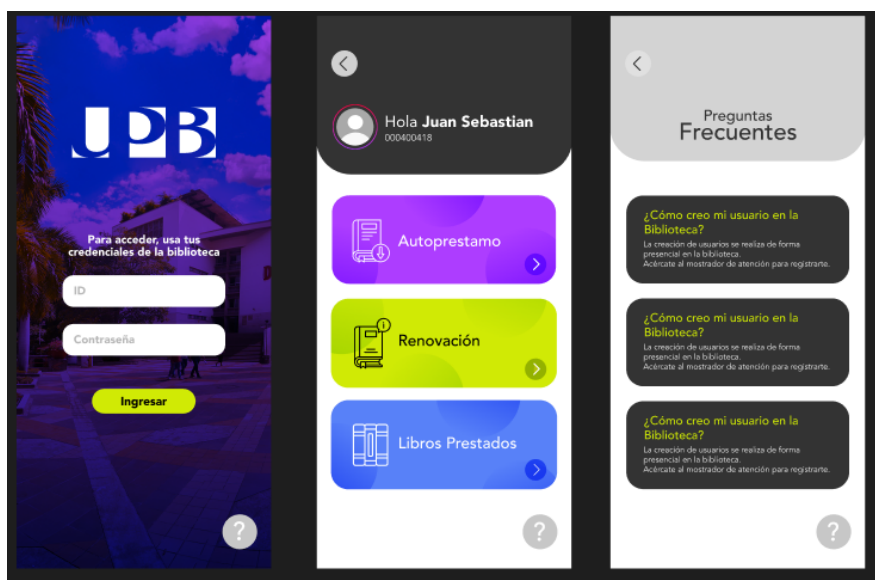 UPB
Para acceder, usa tus
credenciales de la biblioteca
ID
Contraseña
Ingresar
?
Hola Juan Sebastian
000400418
Autoprestamo
Renovación
Libros Prestados
?
Preguntas
Frecuentes
¿Cómo creo mi usuario en la
Biblioteca?
La creación de usuarios se realiza de forma
presencial en la biblioteca.
Acércate al mostrador de atención para registrarte.
¿Cómo creo mi usuario en la
Biblioteca?
La creación de usuarios se realiza de forma
presencial en la biblioteca.
Acércate al mostrador de atención para registrarte.
¿Cómo creo mi usuario en la
Biblioteca?
La creación de usuarios se realiza de forma
presencial en la biblioteca.
Acércate al mostrador de atención para registrarte.
?